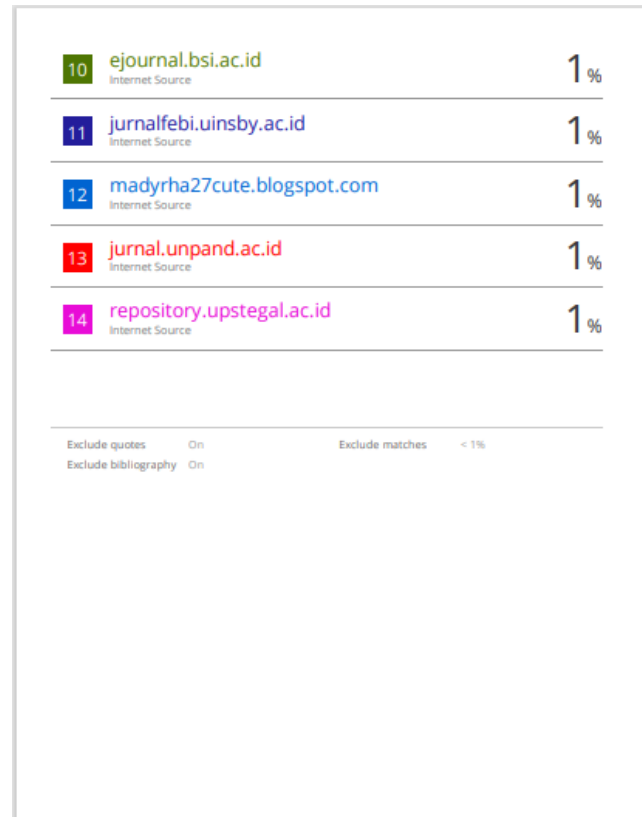 10 ejournal.bsi.ac.id 1%
Internet Source
11 jurnalfebi.uinsby.ac.id 1%
Internet Source
12 madyrha27cute.blogspot.com 1%
Internet Source
13 jurnal.unpand.ac.id 1%
Internet Source
14 repository.upstegal.ac.id 1%
Internet Source
Exclude quotes On Exclude matches < 1%
Exclude bibliography On